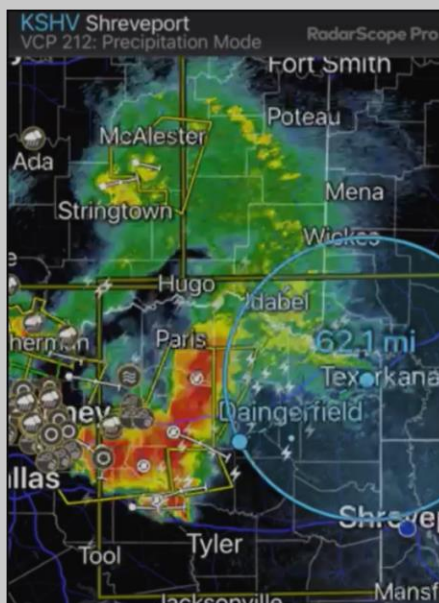 KSHV Shreveport
RadarScope Pro
VCP 212: Precipitation Mode
Fort Smith
Poteau
McAlester
Ada
Mena
Stringtown
Wickes
Hugo
Idabel
Paris
62.1 mi
Texarkana
Daingerfield
Tyler
Tool